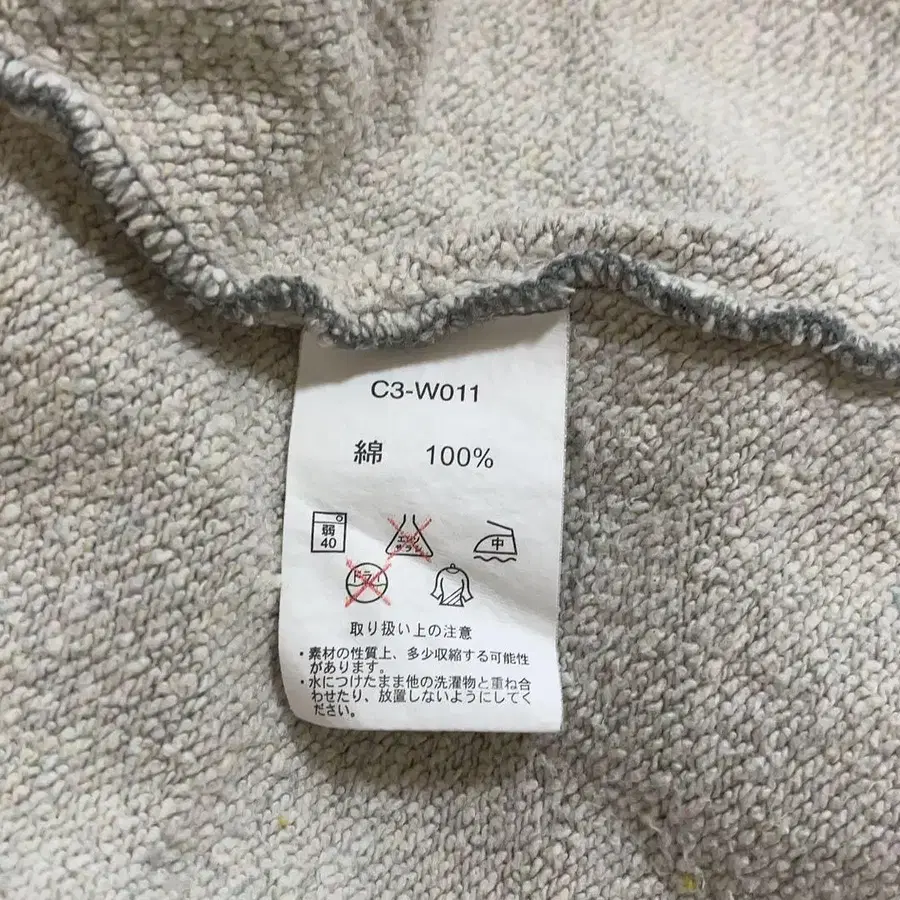 C3-W011
綿 100%
弱
40
エンソ
サラシ
中
ドライ
取り扱い上の注意
・素材の性質上、多少収縮する可能性
があります。
・水につけたまま他の洗濯物と重ね合
わせたり、放置しないようにしてく
ださい。